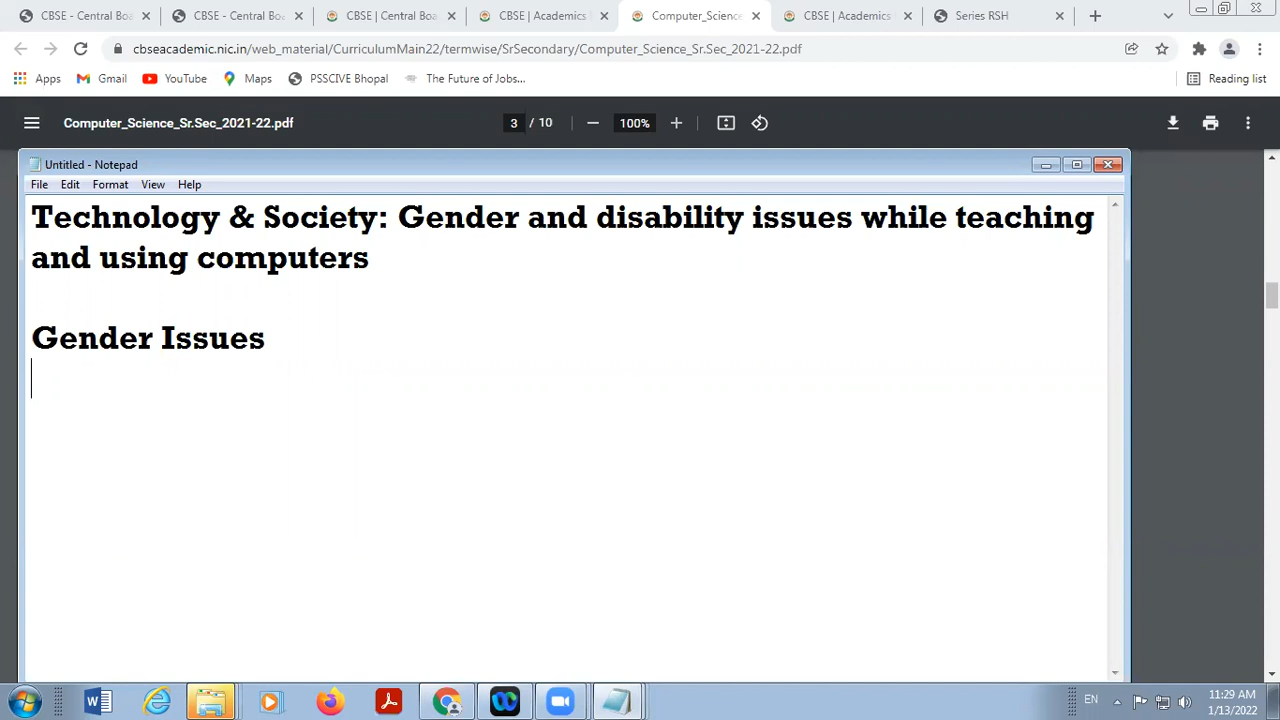 CBSE - Central Boa
CBSE - Central Boa
CBSE | Central Boa
CBSE | Academics
Computer_Science
CBSE | Academics
Series RSH
cbseacademic.nic.in/web_material/CurriculumMain22/termwise/SrSecondary/Computer_Science_Sr.Sec_2021-22.pdf
Apps
Gmail
YouTube
Maps
PSSCIVE Bhopal
The Future of Jobs...
Reading list
Computer_Science_Sr.Sec_2021-22.pdf
3 / 10
100%
Untitled - Notepad
File Edit Format View Help
Technology & Society: Gender and disability issues while teaching
and using computers
Gender Issues
EN
11:29 AM
1/13/2022